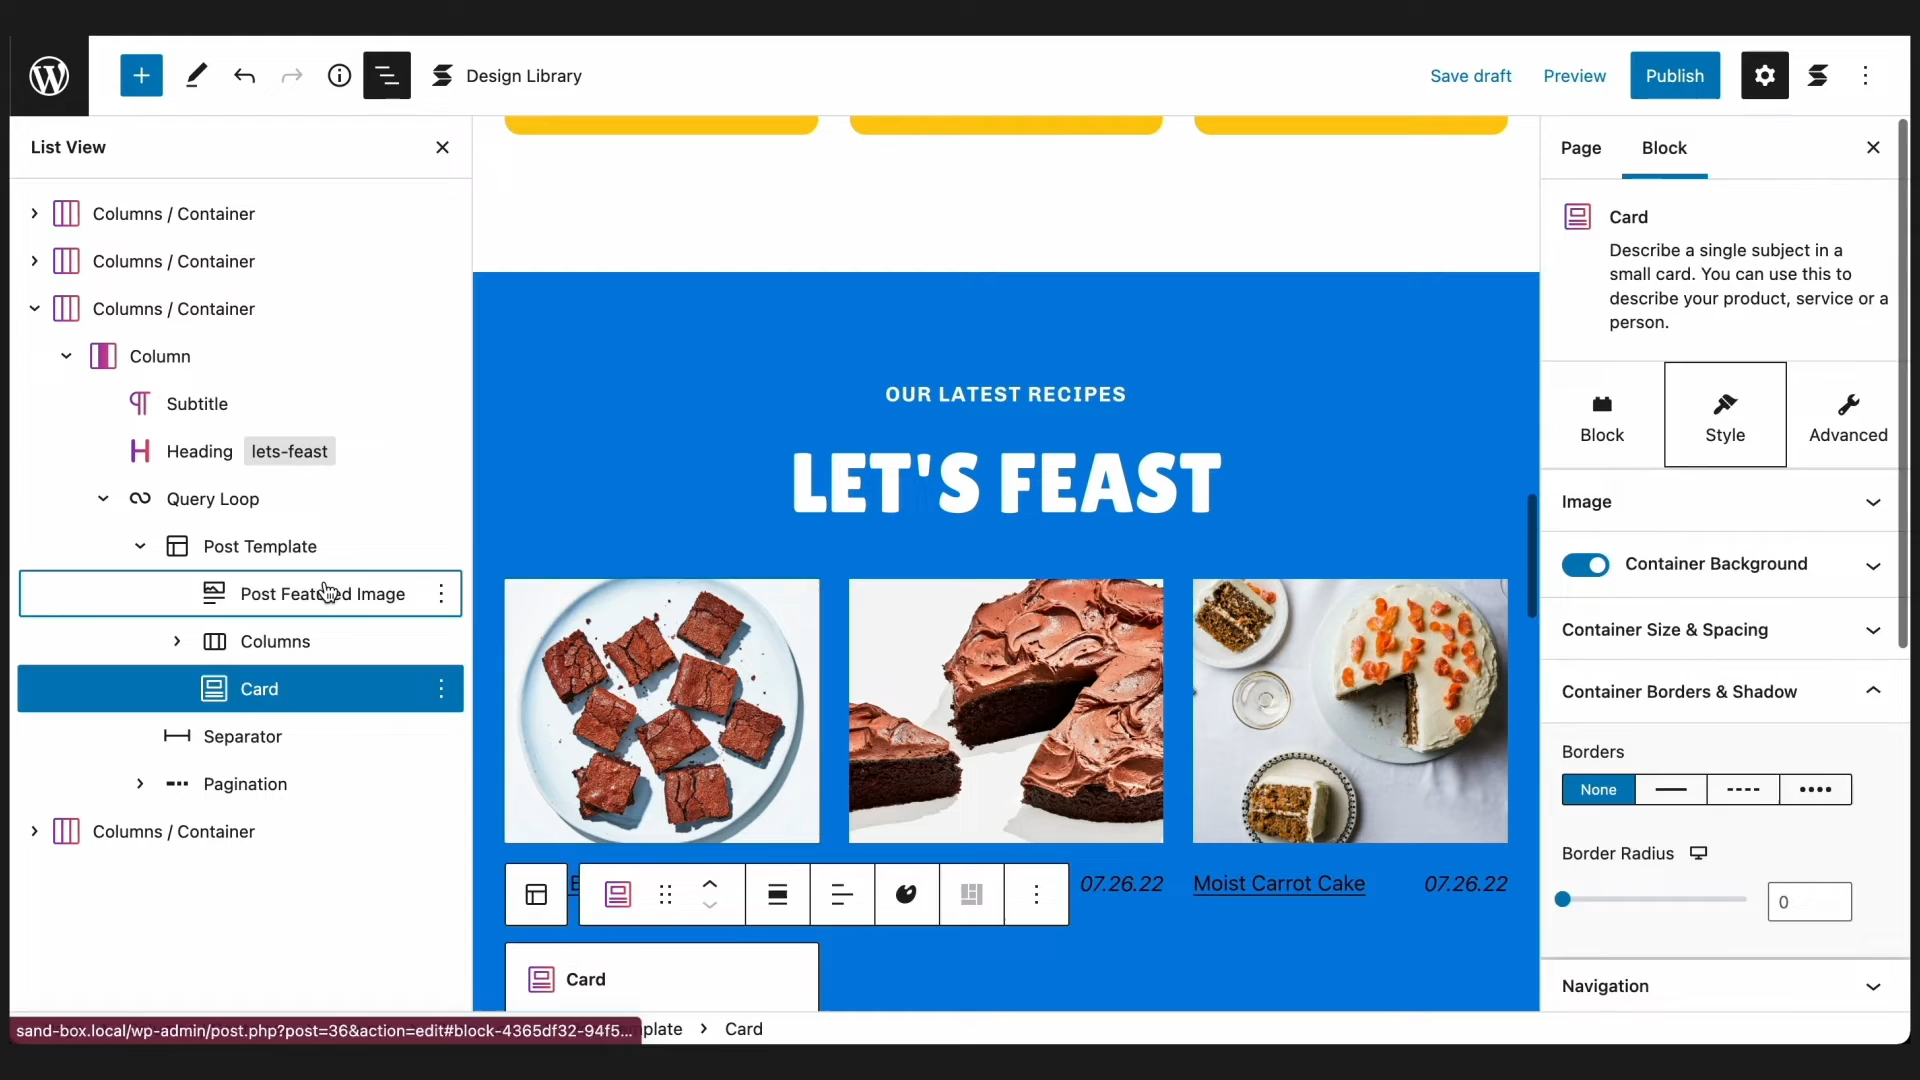 Design Library
Save draft
Preview
Publish
List View
Columns / Container
Columns / Container
Columns / Container
Column
Subtitle
Heading lets-feast
Query Loop
Post Template
Post Featured Image
Columns
Card
Separator
Pagination
Columns / Container
sand-box.local/wp-admin/post.php?post=36&action=edit#block-4365df32-94f5...
OUR LATEST RECIPES
LET'S FEAST
07.26.22
Moist Carrot Cake
07.26.22
Card
plate > Card
Page
Block
Card
Describe a single subject in a
small card. You can use this to
describe your product, service or a
person.
Block
Style
Advanced
Image
Container Background
Container Size & Spacing
Container Borders & Shadow
Borders
None
Border Radius
0
Navigation